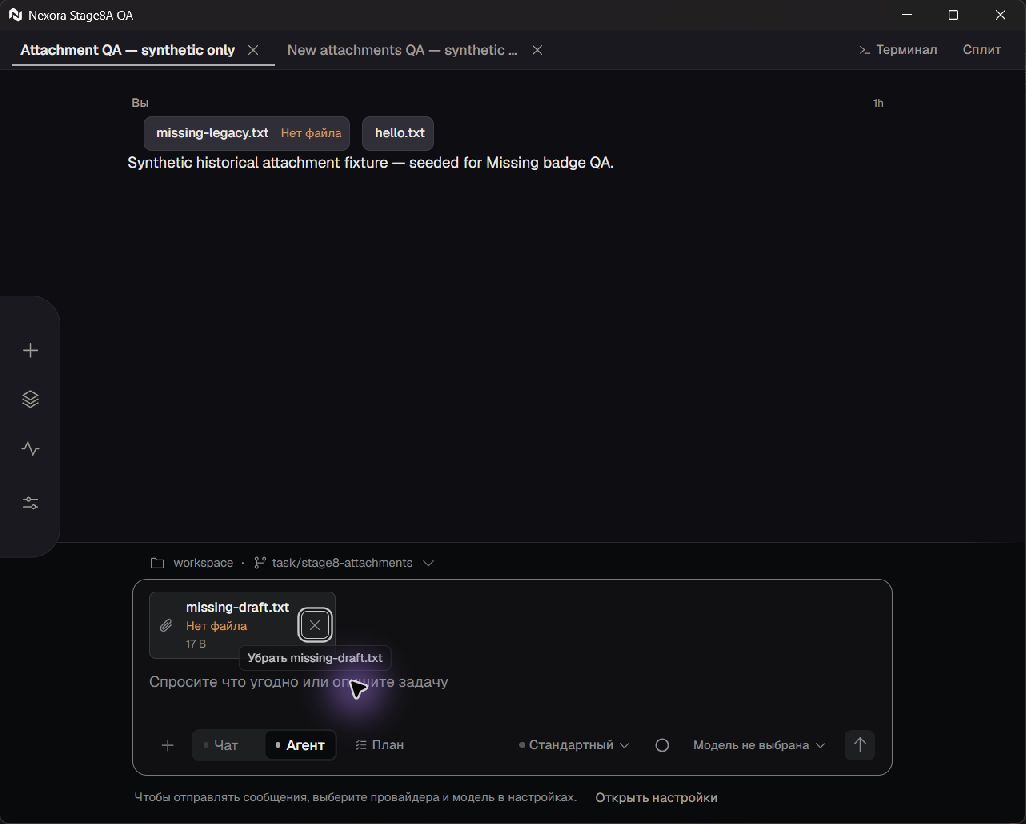 Nexora Stage8A QA
Attachment QA — synthetic only
New attachments QA — synthetic ...
>_ Терминал
Сплит
Вы
1h
missing-legacy.txt Нет файла
hello.txt
Synthetic historical attachment fixture — seeded for Missing badge QA.
workspace · task/stage8-attachments
missing-draft.txt
Нет файла
17 B
Убрать missing-draft.txt
Спросите что угодно или опишите задачу
Чат
Агент
План
Стандартный
Модель не выбрана
Чтобы отправлять сообщения, выберите провайдера и модель в настройках. Открыть настройки